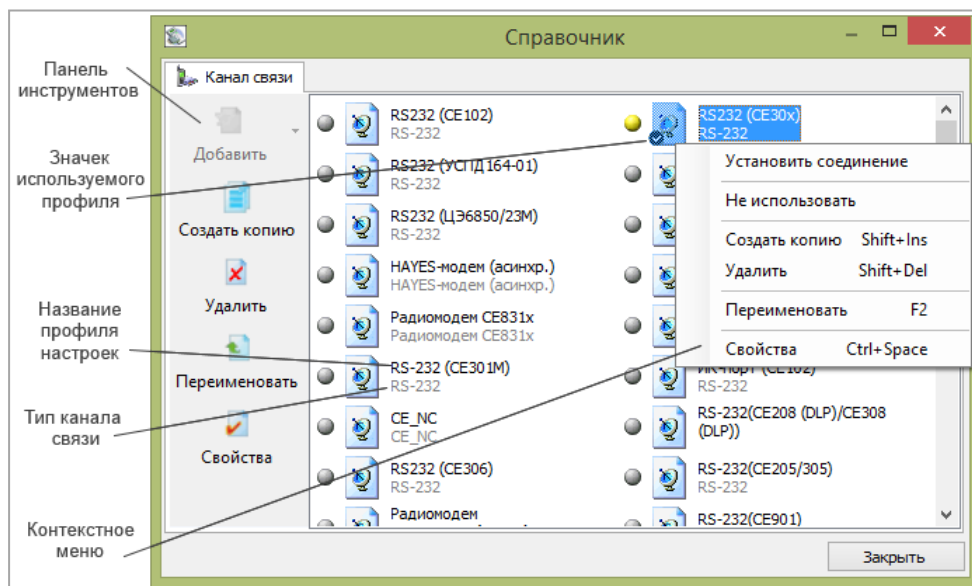 Справочник
Канал связи
Панель
инструментов
Значек
используемого
профиля
Название
профиля
настроек
Тип канала
связи
Контекстное
меню
Добавить
Создать копию
Удалить
Переименовать
Свойства
RS232 (CE102)
RS-232
RS232 (УСПД 164-01)
RS-232
RS232 (ЦЭ6850/23М)
RS-232
HAYES-модем (асинхр.)
HAYES-модем (асинхр.)
Радиомодем CE831x
Радиомодем CE831x
RS-232 (CE301M)
RS-232
CE_NC
CE_NC
RS232 (CE306)
RS-232
Радиомодем
RS232 (CE30x)
RS-232
Установить соединение
Не использовать
Создать копию Shift+Ins
Удалить Shift+Del
Переименовать F2
Свойства Ctrl+Space
ИК-порт (CE102)
RS-232
RS-232(CE208 (DLP)/CE308
(DLP))
RS-232(CE205/305)
RS-232
RS-232(CE901)
Закрыть